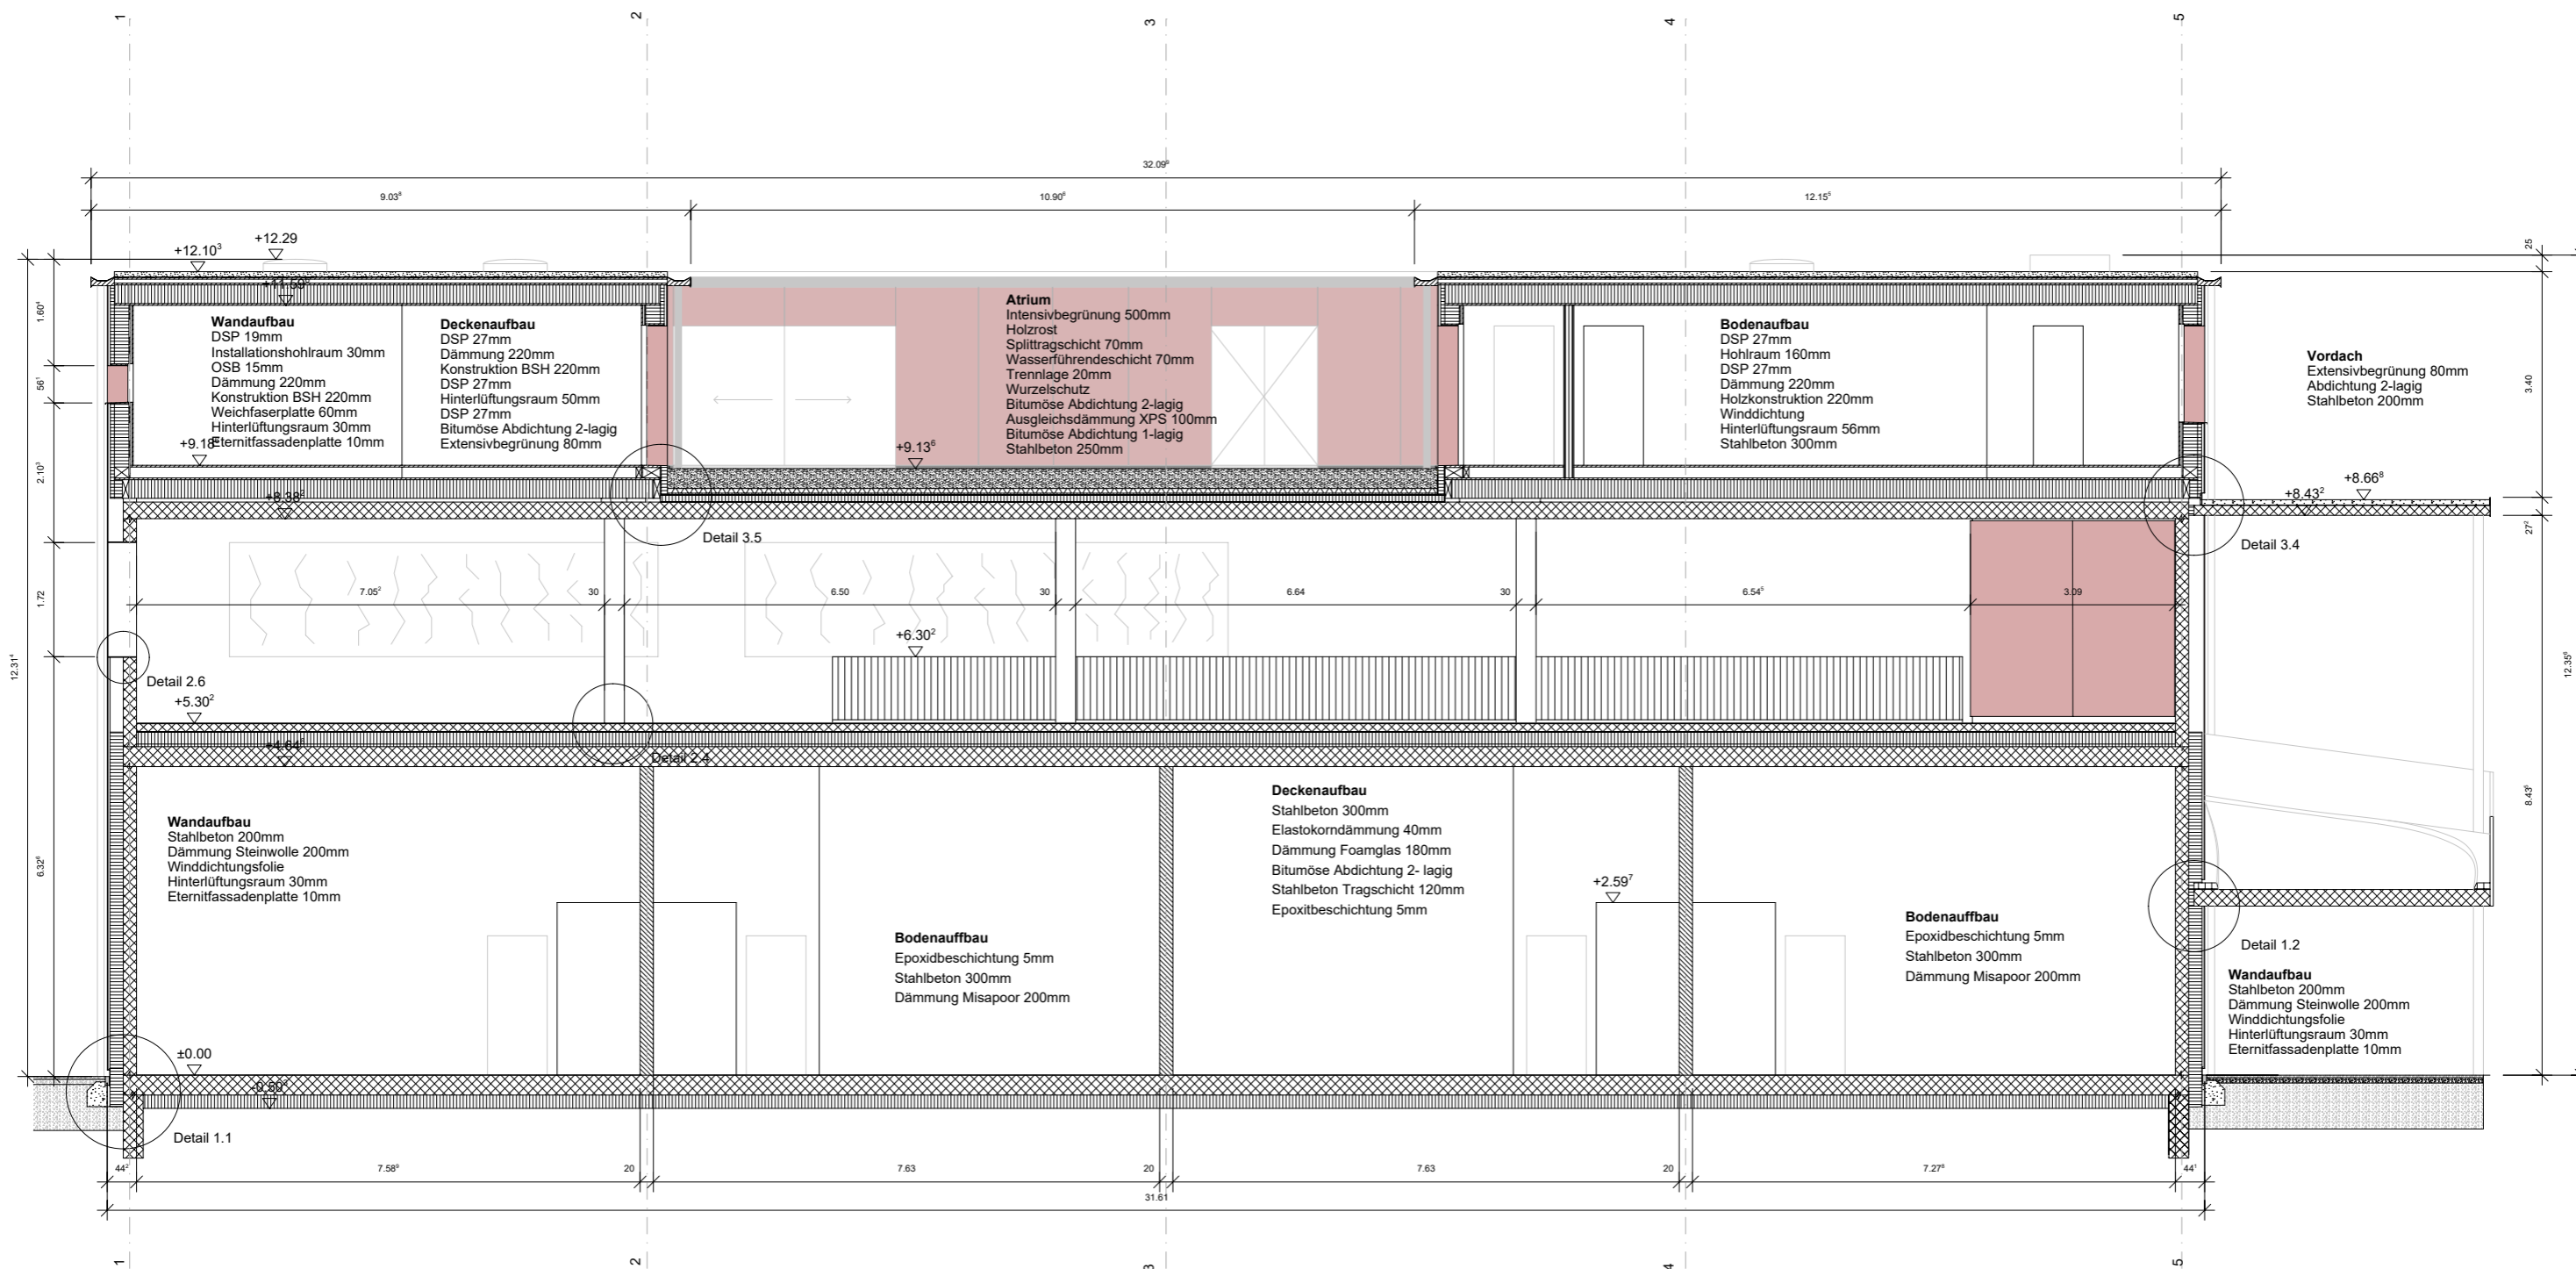 1
2
3
4
5
32.09⁹
9.03⁸
10.90⁶
12.15⁵
+12.10³
+12.29
25
Wandaufbau
DSP 19mm
Installationshohlraum 30mm
OSB 15mm
Dämmung 220mm
Konstruktion BSH 220mm
Weichfaserplatte 60mm
Hinterlüftungsraum 30mm
Eternitfassadenplatte 10mm
Deckenaufbau
DSP 27mm
Dämmung 220mm
Konstruktion BSH 220mm
DSP 27mm
Hinterlüftungsraum 50mm
DSP 27mm
Bitumöse Abdichtung 2-lagig
Extensivbegrünung 80mm
Atrium
Intensivbegrünung 500mm
Holzrost
Splittragschicht 70mm
Wasserführendeschicht 70mm
Trennlage 20mm
Wurzelschutz
Bitumöse Abdichtung 2-lagig
Ausgleichsdämmung XPS 100mm
Bitumöse Abdichtung 1-lagig
Stahlbeton 250mm
Bodenaufbau
DSP 27mm
Hohlraum 160mm
DSP 27mm
Dämmung 220mm
Holzkonstruktion 220mm
Winddichtung
Hinterlüftungsraum 56mm
Stahlbeton 300mm
Vordach
Extensivbegrünung 80mm
Abdichtung 2-lagig
Stahlbeton 200mm
1.60⁴
56¹
2.10³
1.72
6.32⁶
12.31⁴
3.40
27²
8.43⁵
12.35⁶
+9.13⁶
+8.38²
+8.66⁸
+8.43²
Detail 3.5
Detail 3.4
7.05²
30
6.50
30
6.64
30
6.54⁵
3.09
+6.30²
Detail 2.6
+5.30²
Detail 2.4
Wandaufbau
Stahlbeton 200mm
Dämmung Steinwolle 200mm
Winddichtungsfolie
Hinterlüftungsraum 30mm
Eternitfassadenplatte 10mm
Bodenauffbau
Epoxidbeschichtung 5mm
Stahlbeton 300mm
Dämmung Misapoor 200mm
Deckenaufbau
Stahlbeton 300mm
Elastokorndämmung 40mm
Dämmung Foamglas 180mm
Bitumöse Abdichtung 2- lagig
Stahlbeton Tragschicht 120mm
Epoxitbeschichtung 5mm
+2.59⁷
Bodenauffbau
Epoxidbeschichtung 5mm
Stahlbeton 300mm
Dämmung Misapoor 200mm
Detail 1.2
Wandaufbau
Stahlbeton 200mm
Dämmung Steinwolle 200mm
Winddichtungsfolie
Hinterlüftungsraum 30mm
Eternitfassadenplatte 10mm
±0.00
Detail 1.1
44²
7.58⁹
20
7.63
20
7.63
20
7.27⁸
44¹
31.61
1
2
3
4
5